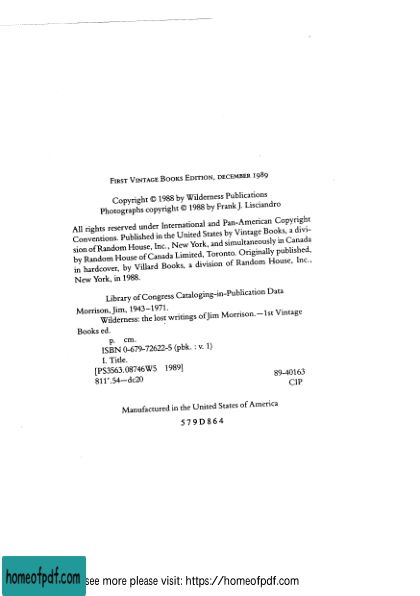 FIRST VINTAGE BOOKS EDITION, DECEMBER 1989
Copyright © 1988 by Wilderness Publications
Photographs copyright © 1988 by Frank J. Lisciandro
All rights reserved under International and Pan-American Copyright
Conventions. Published in the United States by Vintage Books, a divi-
sion of Random House, Inc., New York, and simultaneously in Canada
by Random House of Canada Limited, Toronto. Originally published,
in hardcover, by Villard Books, a division of Random House, Inc.,
New York, in 1988.
Library of Congress Cataloging-in-Publication Data
Morrison, Jim, 1943–1971.
Wilderness: the lost writings of Jim Morrison.—1st Vintage
Books ed.
p. cm.
ISBN 0-679-72622-5 (pbk. : v. 1)
I. Title.
[PS3563.08746W5 1989]
811'.54—dc20 89-40163
CIP
Manufactured in the United States of America
579D864
homeofpdf.com
see more please visit: https://homeofpdf.com